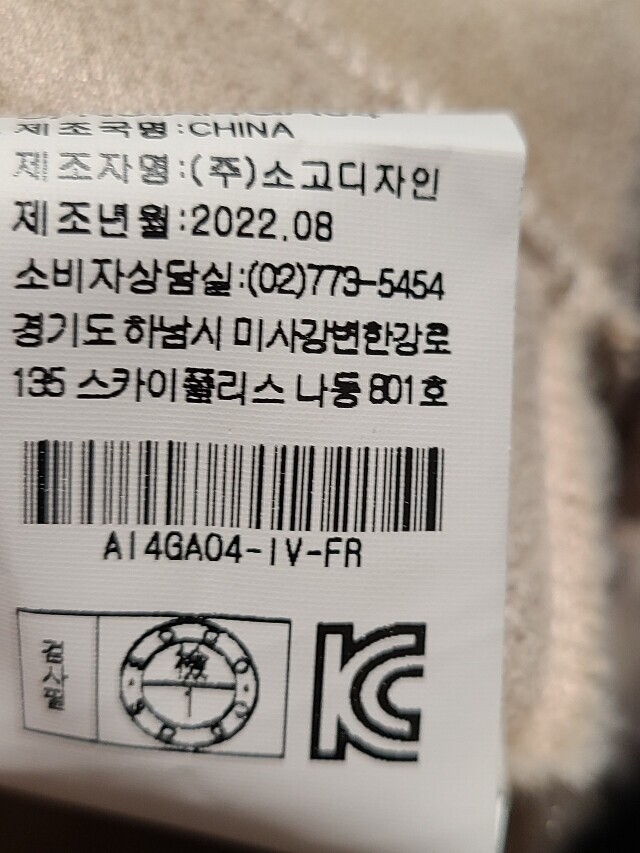 제조국명:CHINA
제조자명:(주)소고디자인
제조년월:2022.08
소비자상담실:(02)773-5454
경기도 하남시 미사강변한강로
135 스카이폴리스 나동 801호
AI4GA04-IV-FR
검사필
檢
KC